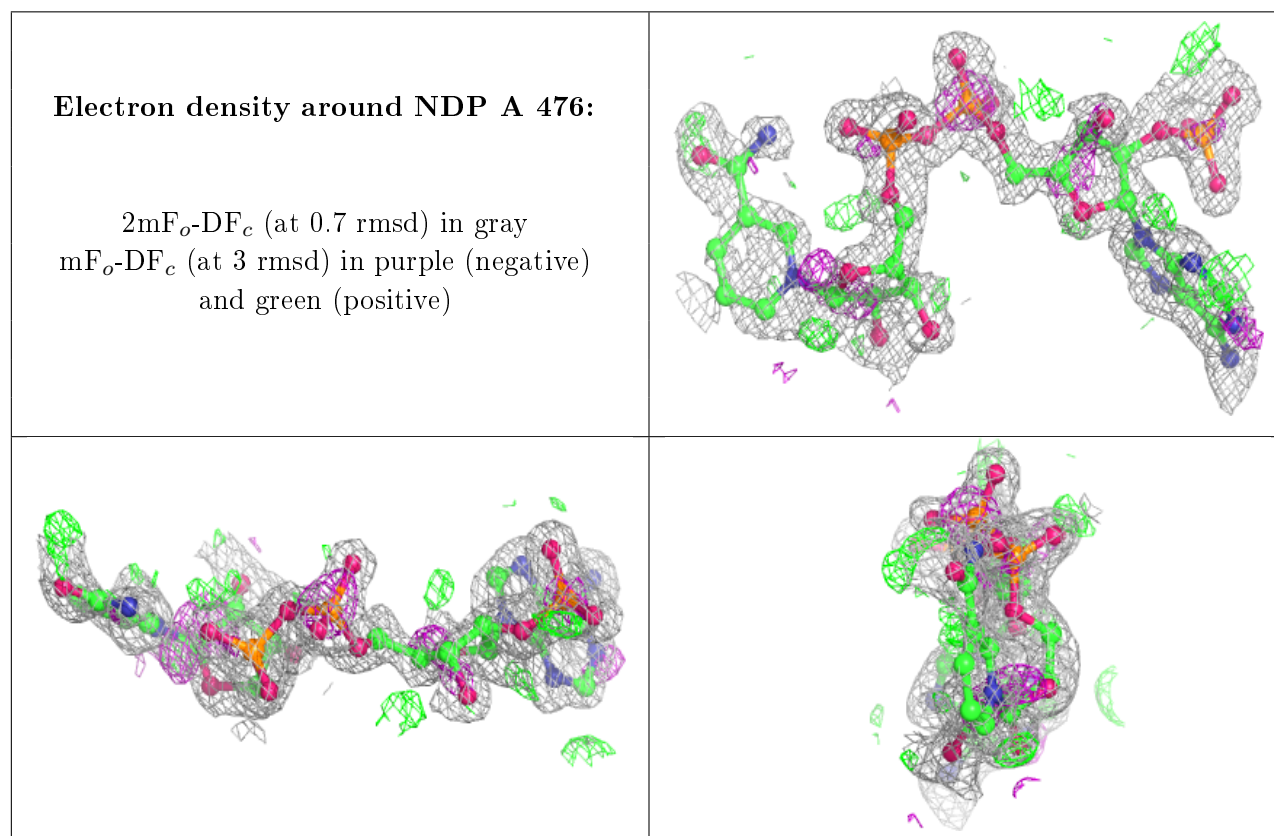 Electron density around NDP A 476:
2mFo-DFc (at 0.7 rmsd) in gray
mFo-DFc (at 3 rmsd) in purple (negative)
and green (positive)